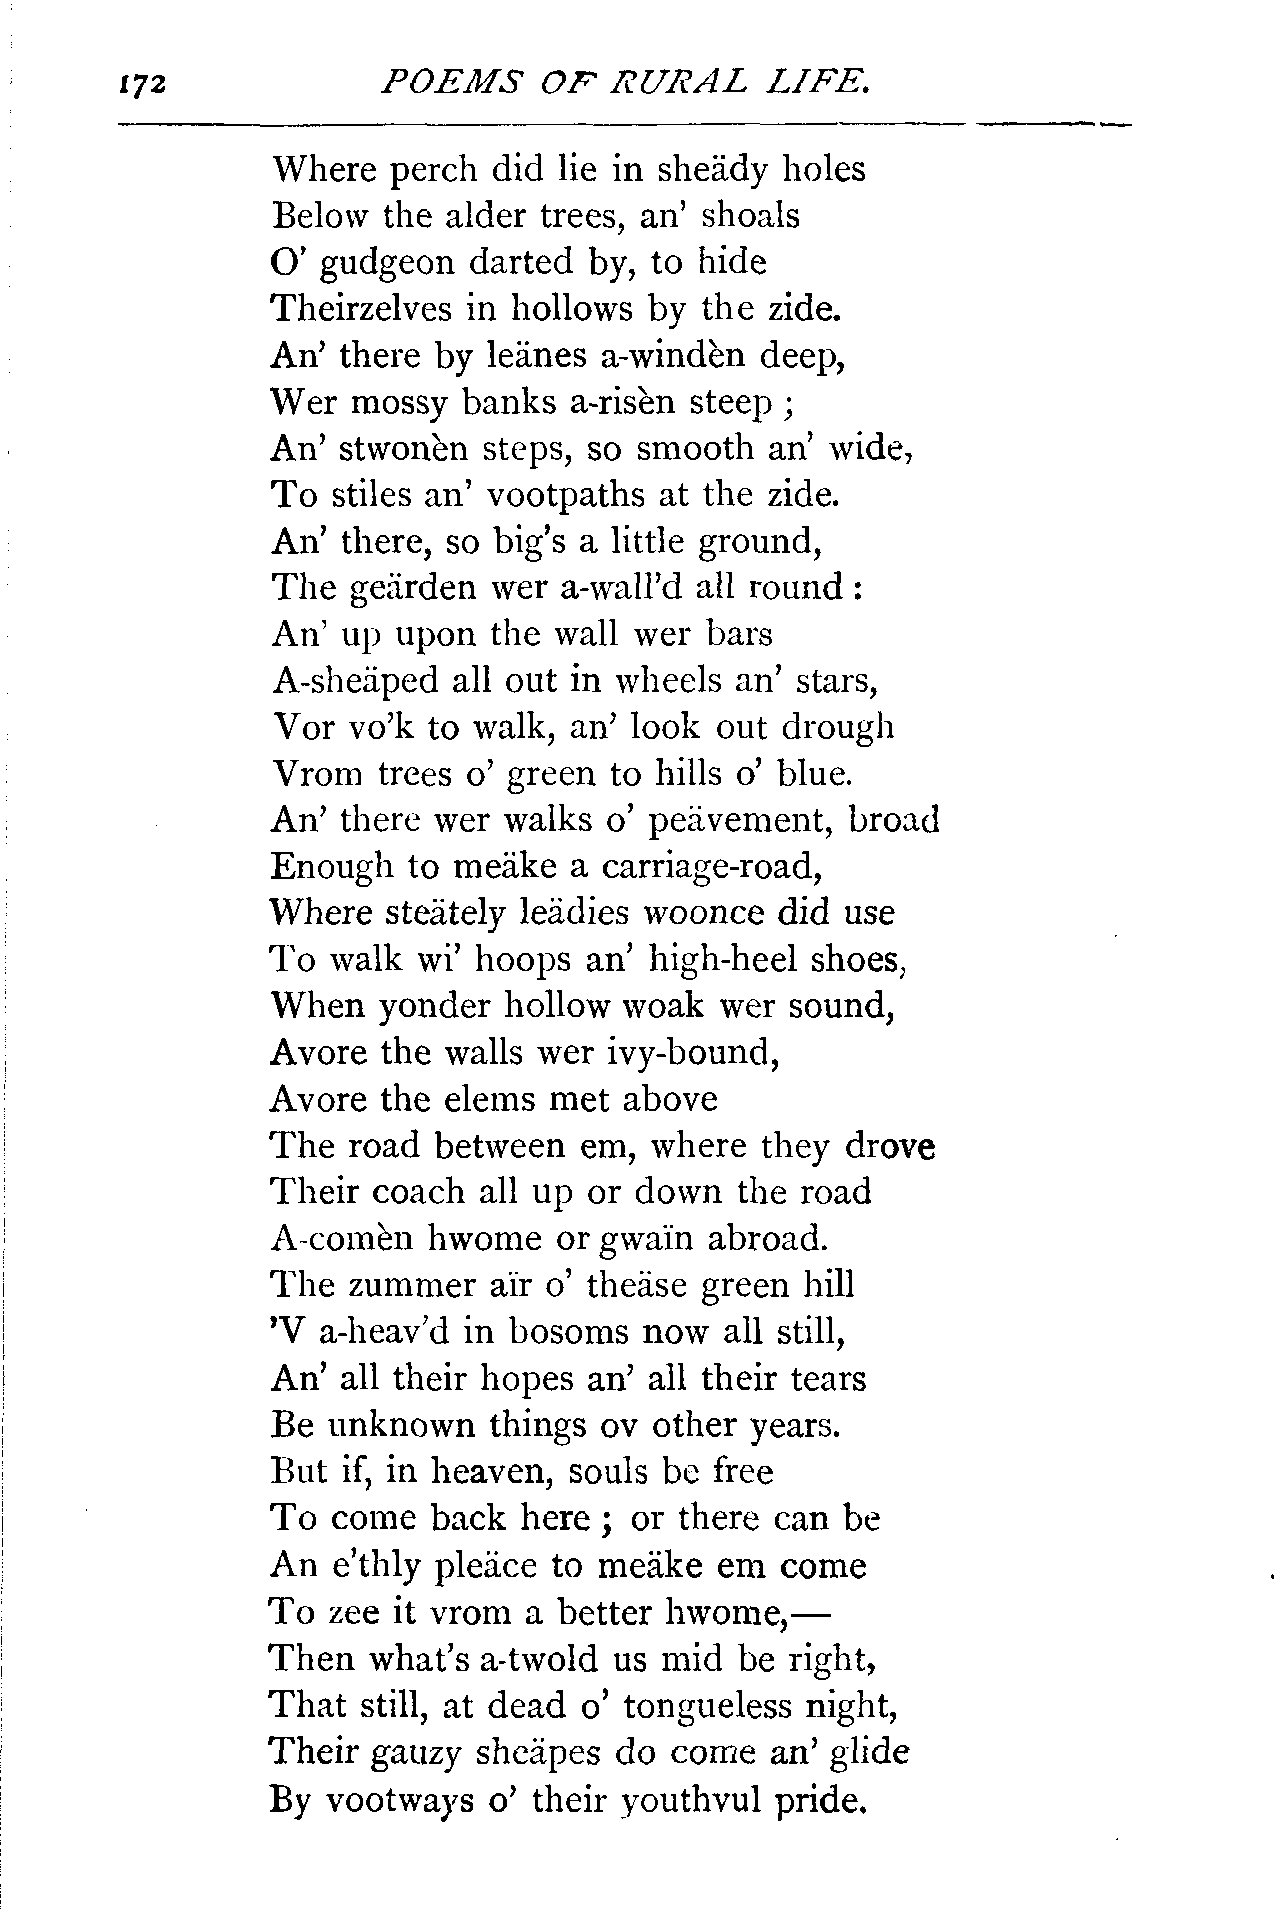 172 POEMS OF RURAL LIFE.
Where perch did lie in sheädy holes
Below the alder trees, an' shoals
O' gudgeon darted by, to hide
Theirzelves in hollows by the zide.
An' there by leänes a-windèn deep,
Wer mossy banks a-risèn steep ;
An' stwonèn steps, so smooth an' wide,
To stiles an' vootpaths at the zide.
An' there, so big's a little ground,
The geärden wer a-wall'd all round :
An' up upon the wall wer bars
A-sheäped all out in wheels an' stars,
Vor vo'k to walk, an' look out drough
Vrom trees o' green to hills o' blue.
An' there wer walks o' peävement, broad
Enough to meäke a carriage-road,
Where steätely leädies woonce did use
To walk wi' hoops an' high-heel shoes,
When yonder hollow woak wer sound,
Avore the walls wer ivy-bound,
Avore the elems met above
The road between em, where they drove
Their coach all up or down the road
A-comèn hwome or gwaïn abroad.
The zummer aïr o' theäse green hill
'V a-heav'd in bosoms now all still,
An' all their hopes an' all their tears
Be unknown things ov other years.
But if, in heaven, souls be free
To come back here ; or there can be
An e'thly pleäce to meäke em come
To zee it vrom a better hwome,—
Then what's a-twold us mid be right,
That still, at dead o' tongueless night,
Their gauzy sheäpes do come an' glide
By vootways o' their youthvul pride.